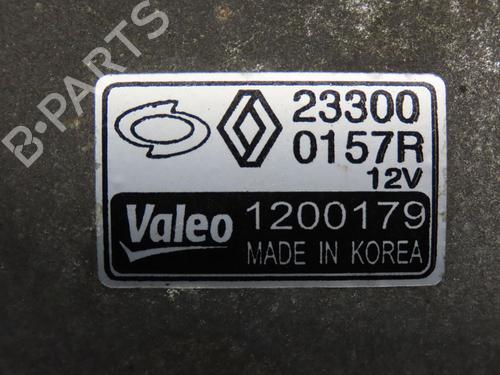 B-PARTS
23300
0157R
12V
Valeo 1200179
MADE IN KOREA